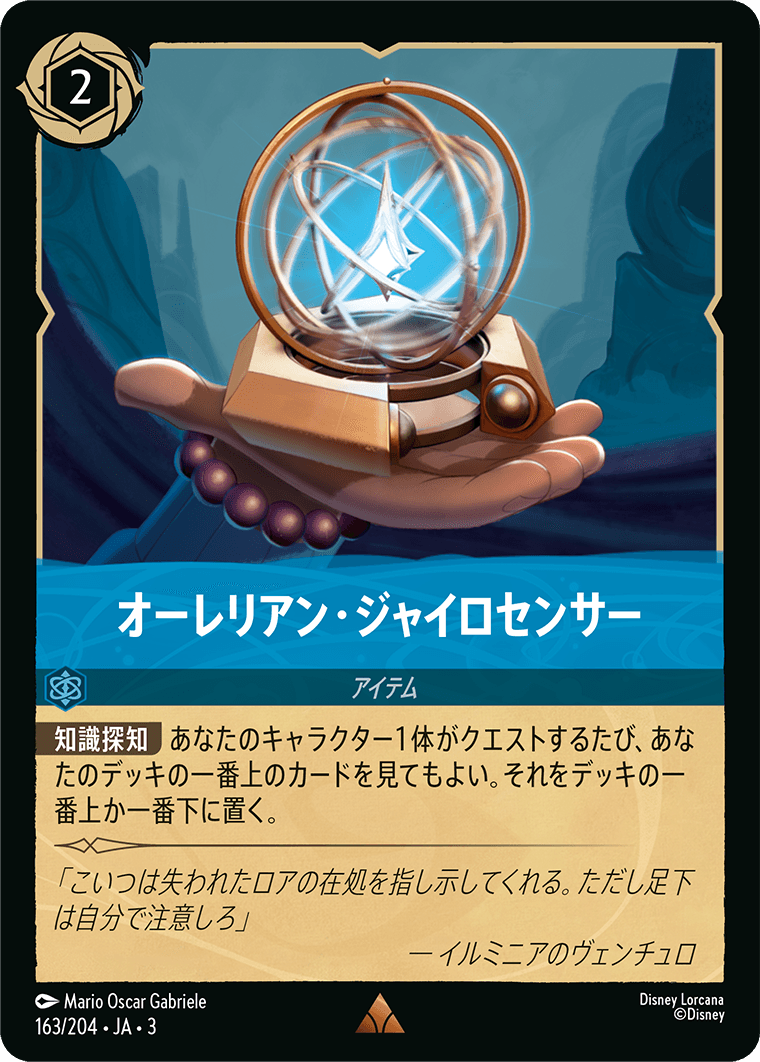 2
オーレリアン・ジャイロセンサー
アイテム
知識探知 あなたのキャラクター1体がクエストするたび、あな
たのデッキの一番上のカードを見てもよい。それをデッキの一
番上か一番下に置く。
「こいつは失われたロアの在処を指し示してくれる。ただし足下
は自分で注意しろ」
— イルミニアのヴェンチュロ
Mario Oscar Gabriele
163/204 • JA • 3
Disney Lorcana
©Disney